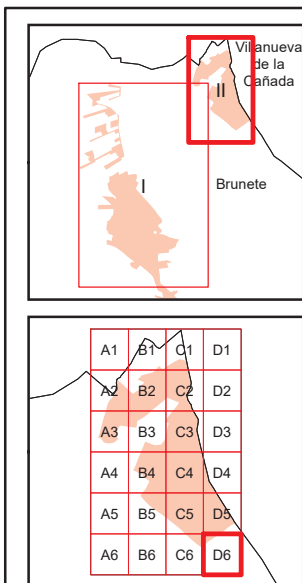 Villanueva
de la
Cañada
II
I
Brunete
A1 B1 C1 D1
A2 B2 C2 D2
A3 B3 C3 D3
A4 B4 C4 D4
A5 B5 C5 D5
A6 B6 C6 D6